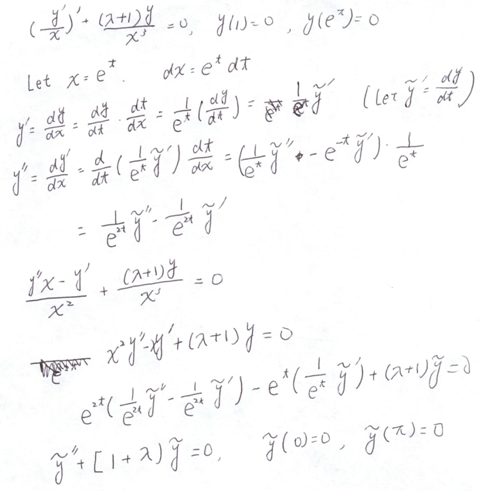 (y'/x)' + (λ+1)y/x³ = 0, y(1)=0, y(e^π)=0
Let x=e^t. dx=e^t dt
y' = dy/dx = dy/dt · dt/dx = 1/e^t (dy/dt) = 1/e^t ỹ' (Let ỹ' = dy/dt)
y'' = dy'/dx = d/dt (1/e^t ỹ') dt/dx = (1/e^t ỹ'' - e^-t ỹ') · 1/e^t
= 1/e^2t ỹ'' - 1/e^2t ỹ'
(y''x - y')/x² + (λ+1)y/x³ = 0
x²y'' - xy' + (λ+1)y = 0
e^2t (1/e^2t ỹ'' - 1/e^2t ỹ') - e^t (1/e^t ỹ') + (λ+1)ỹ = 0
ỹ'' + [1+λ)ỹ = 0, ỹ(0)=0, ỹ(π)=0